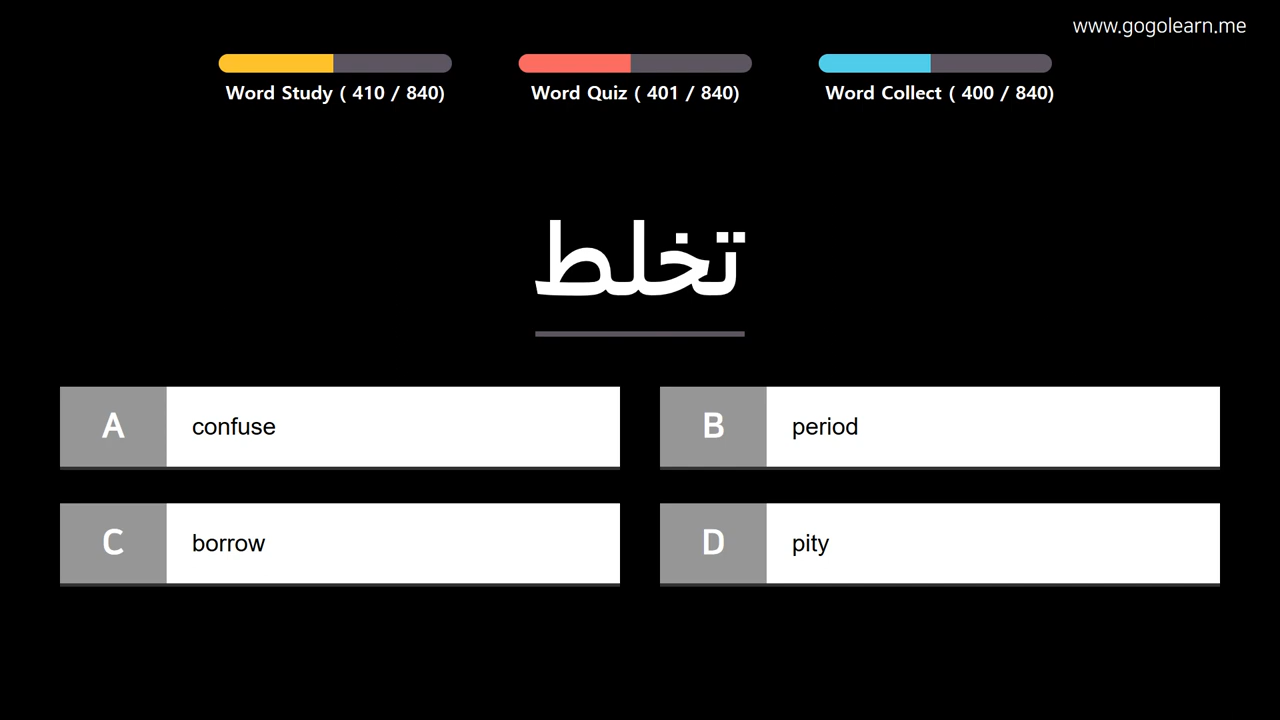 www.gogolearn.me
Word Study ( 410 / 840)
Word Quiz ( 401 / 840)
Word Collect ( 400 / 840)
تخلط
A confuse
B period
C borrow
D pity